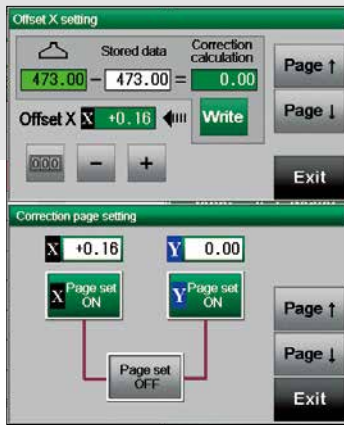 Offset X setting
Stored data
Correction calculation
473.00 − 473.00 = 0.00
Offset X X +0.16 Write
000 − +
Page ↑
Page ↓
Exit
Correction page setting
X +0.16 Y 0.00
X Page set ON
Y Page set ON
Page set OFF
Page ↑
Page ↓
Exit